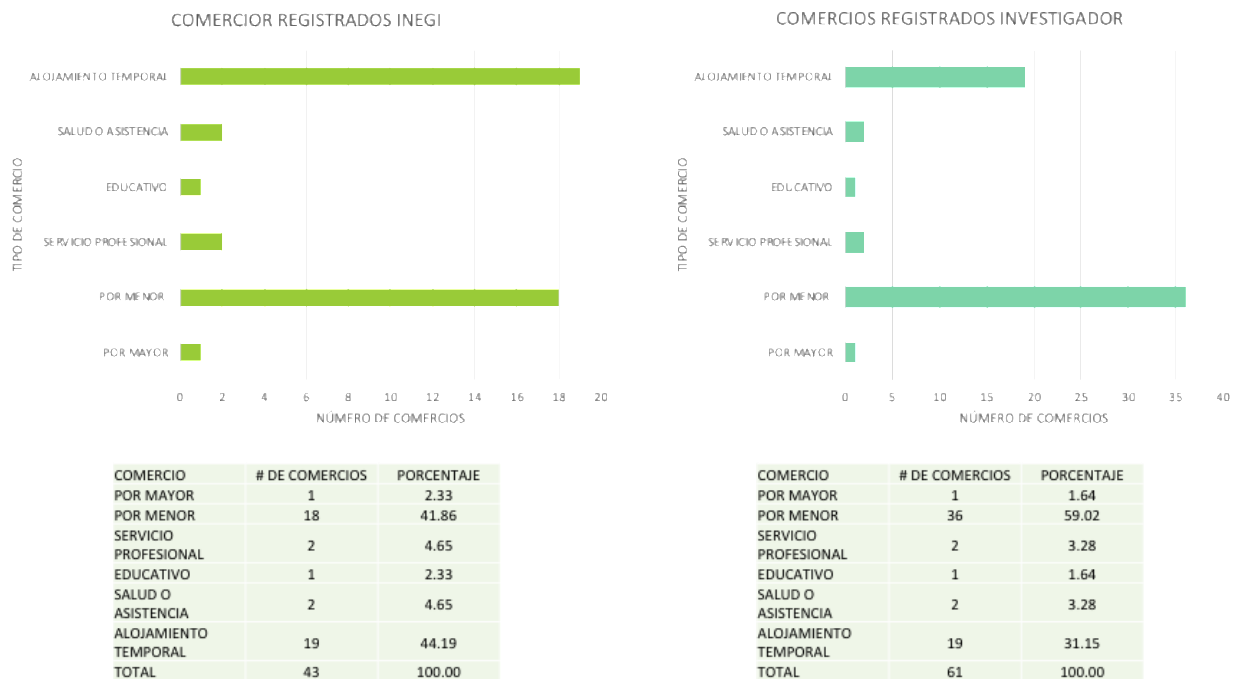 COMERCIOR REGISTRADOS INEGI
TIPO DE COMERCIO
ALOJAMIENTO TEMPORAL
SALUD O ASISTENCIA
EDUCATIVO
SERVICIO PROFESIONAL
POR MENOR
POR MAYOR
0 2 4 6 8 10 12 14 16 18 20
NÚMERO DE COMERCIOS
COMERCIO # DE COMERCIOS PORCENTAJE
POR MAYOR 1 2.33
POR MENOR 18 41.86
SERVICIO
PROFESIONAL 2 4.65
EDUCATIVO 1 2.33
SALUD O
ASISTENCIA 2 4.65
ALOJAMIENTO
TEMPORAL 19 44.19
TOTAL 43 100.00
COMERCIOS REGISTRADOS INVESTIGADOR
TIPO DE COMERCIO
ALOJAMIENTO TEMPORAL
SALUD O ASISTENCIA
EDUCATIVO
SERVICIO PROFESIONAL
POR MENOR
POR MAYOR
0 5 10 15 20 25 30 35 40
NÚMERO DE COMERCIOS
COMERCIO # DE COMERCIOS PORCENTAJE
POR MAYOR 1 1.64
POR MENOR 36 59.02
SERVICIO
PROFESIONAL 2 3.28
EDUCATIVO 1 1.64
SALUD O
ASISTENCIA 2 3.28
ALOJAMIENTO
TEMPORAL 19 31.15
TOTAL 61 100.00